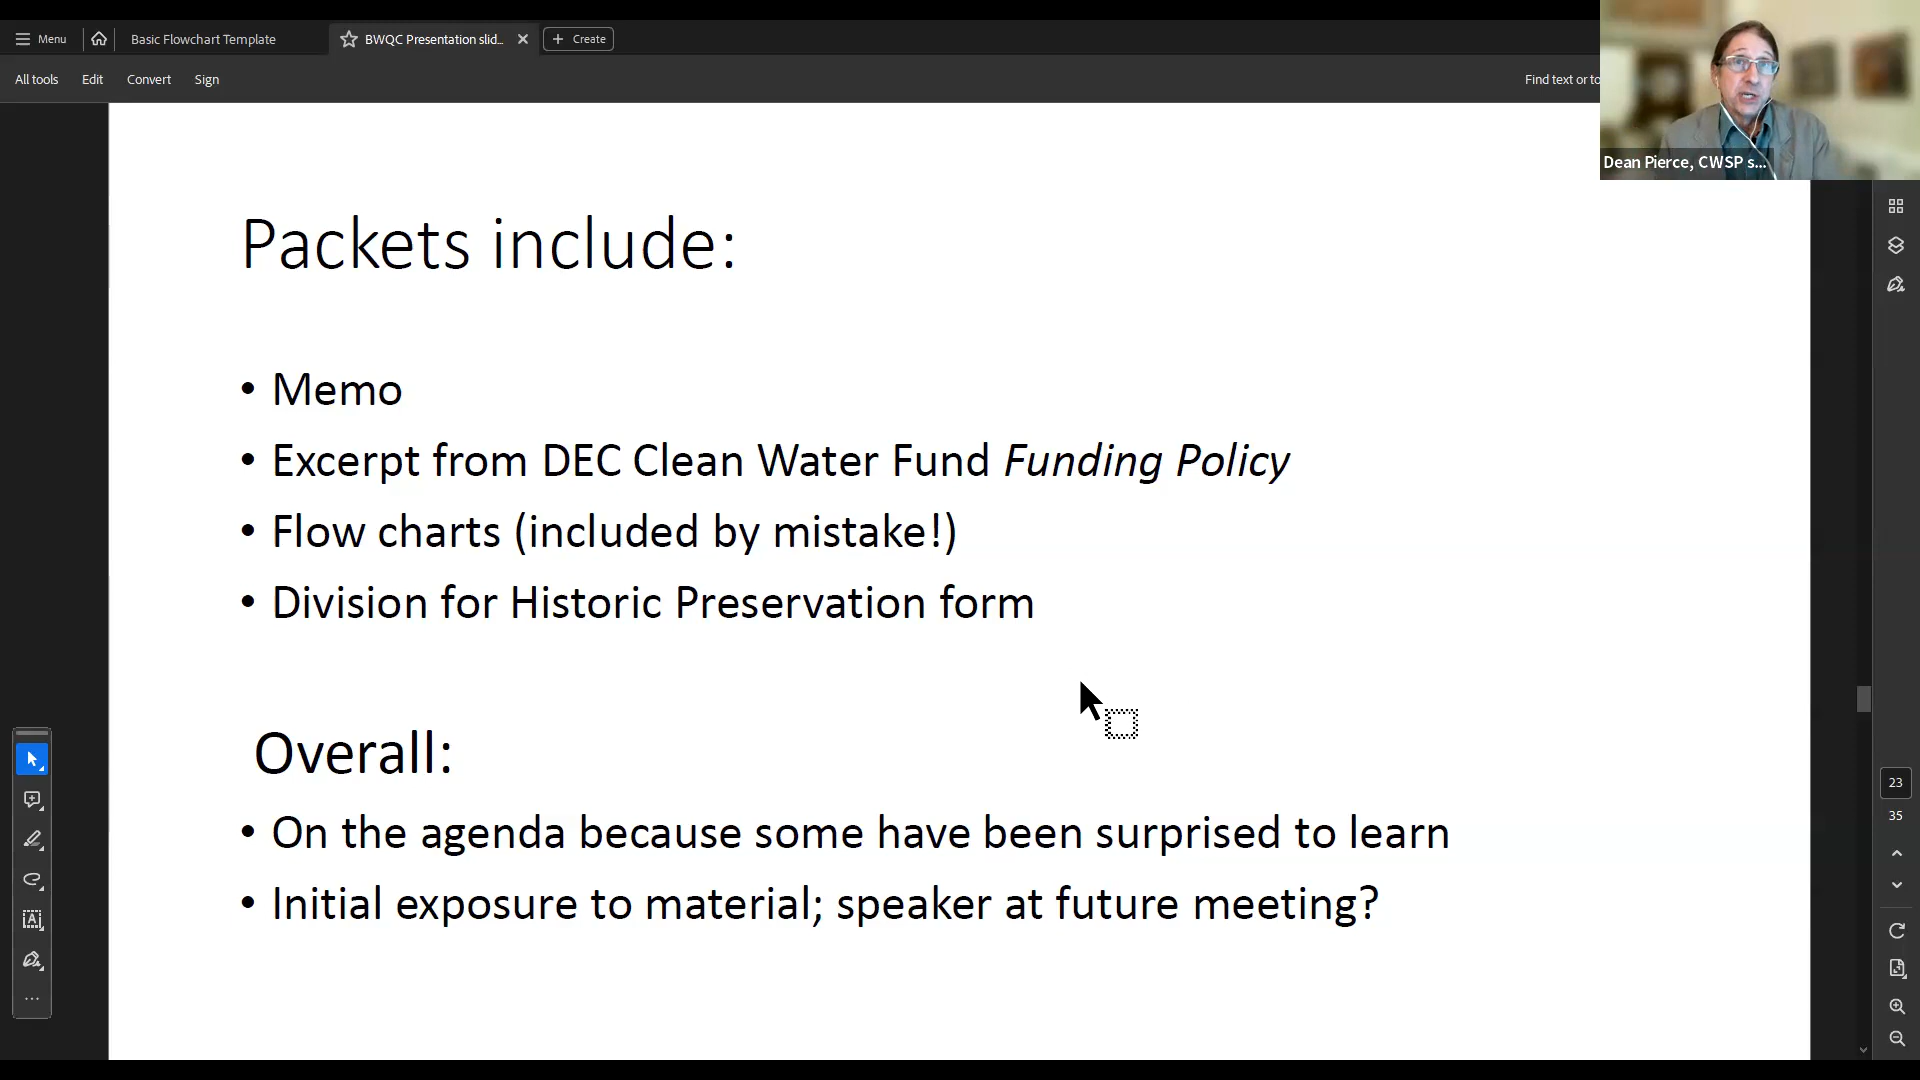 Menu
Basic Flowchart Template
BWQC Presentation slid...
Create
All tools
Edit
Convert
Sign
Find text or to
Dean Pierce, CWSP s...
Packets include:
• Memo
• Excerpt from DEC Clean Water Fund Funding Policy
• Flow charts (included by mistake!)
• Division for Historic Preservation form
Overall:
• On the agenda because some have been surprised to learn
• Initial exposure to material; speaker at future meeting?
23
35